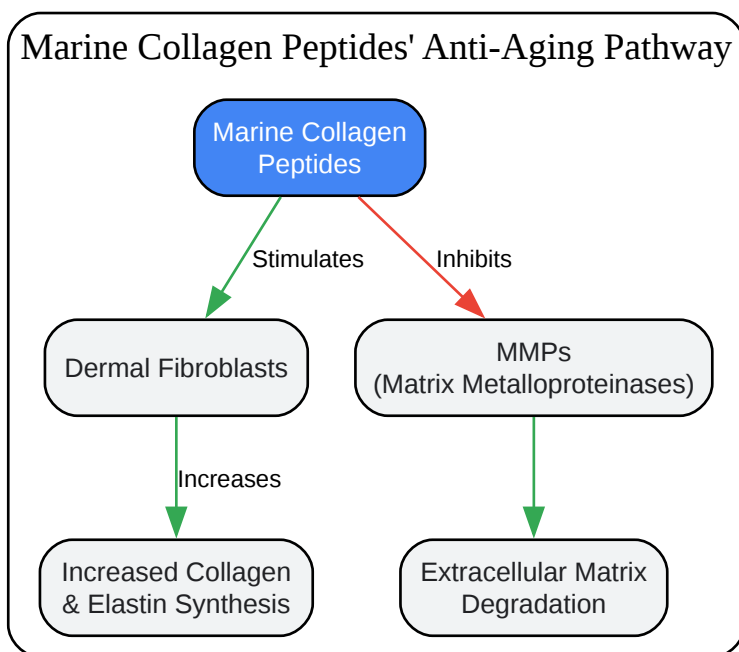 Marine Collagen Peptides' Anti-Aging Pathway
Marine Collagen
Peptides
Stimulates
Inhibits
Dermal Fibroblasts
MMPs
(Matrix Metalloproteinases)
Increases
Increased Collagen
& Elastin Synthesis
Extracellular Matrix
Degradation